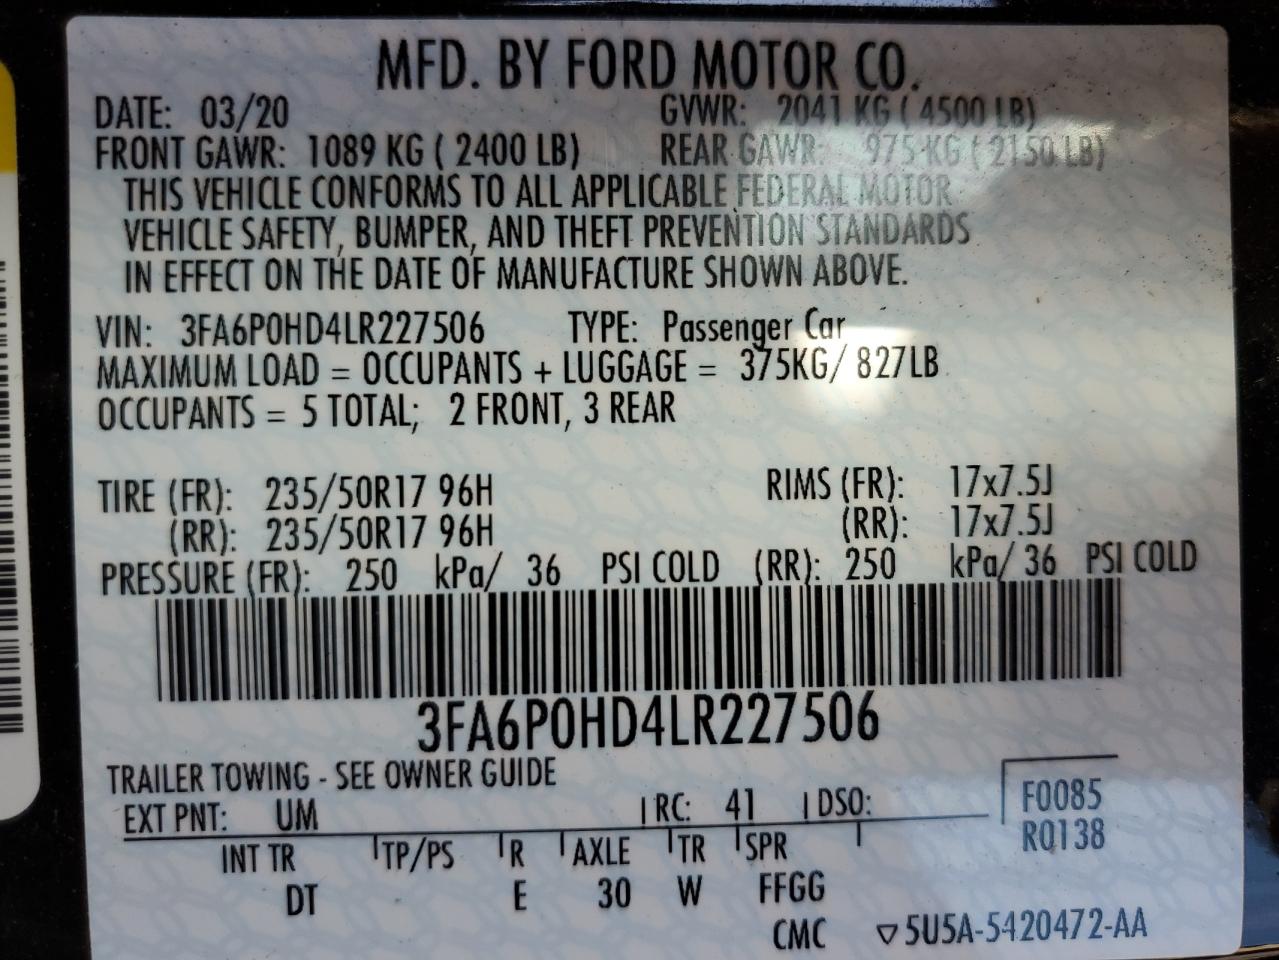 MFD. BY FORD MOTOR CO.
DATE: 03/20 GVWR: 2041 KG ( 4500 LB)
FRONT GAWR: 1089 KG ( 2400 LB) REAR GAWR: 975 KG ( 2150 LB)
THIS VEHICLE CONFORMS TO ALL APPLICABLE FEDERAL MOTOR
VEHICLE SAFETY, BUMPER, AND THEFT PREVENTION STANDARDS
IN EFFECT ON THE DATE OF MANUFACTURE SHOWN ABOVE.
VIN: 3FA6P0HD4LR227506 TYPE: Passenger Car
MAXIMUM LOAD = OCCUPANTS + LUGGAGE = 375KG/ 827LB
OCCUPANTS = 5 TOTAL; 2 FRONT, 3 REAR
TIRE (FR): 235/50R17 96H RIMS (FR): 17x7.5J
(RR): 235/50R17 96H (RR): 17x7.5J
PRESSURE (FR): 250 kPa/ 36 PSI COLD (RR): 250 kPa/ 36 PSI COLD
3FA6P0HD4LR227506
TRAILER TOWING - SEE OWNER GUIDE
EXT PNT: UM RC: 41 DSO: F0085
R0138
INT TR TP/PS R AXLE TR SPR
DT E 30 W FFGG
CMC ▽5U5A-5420472-AA